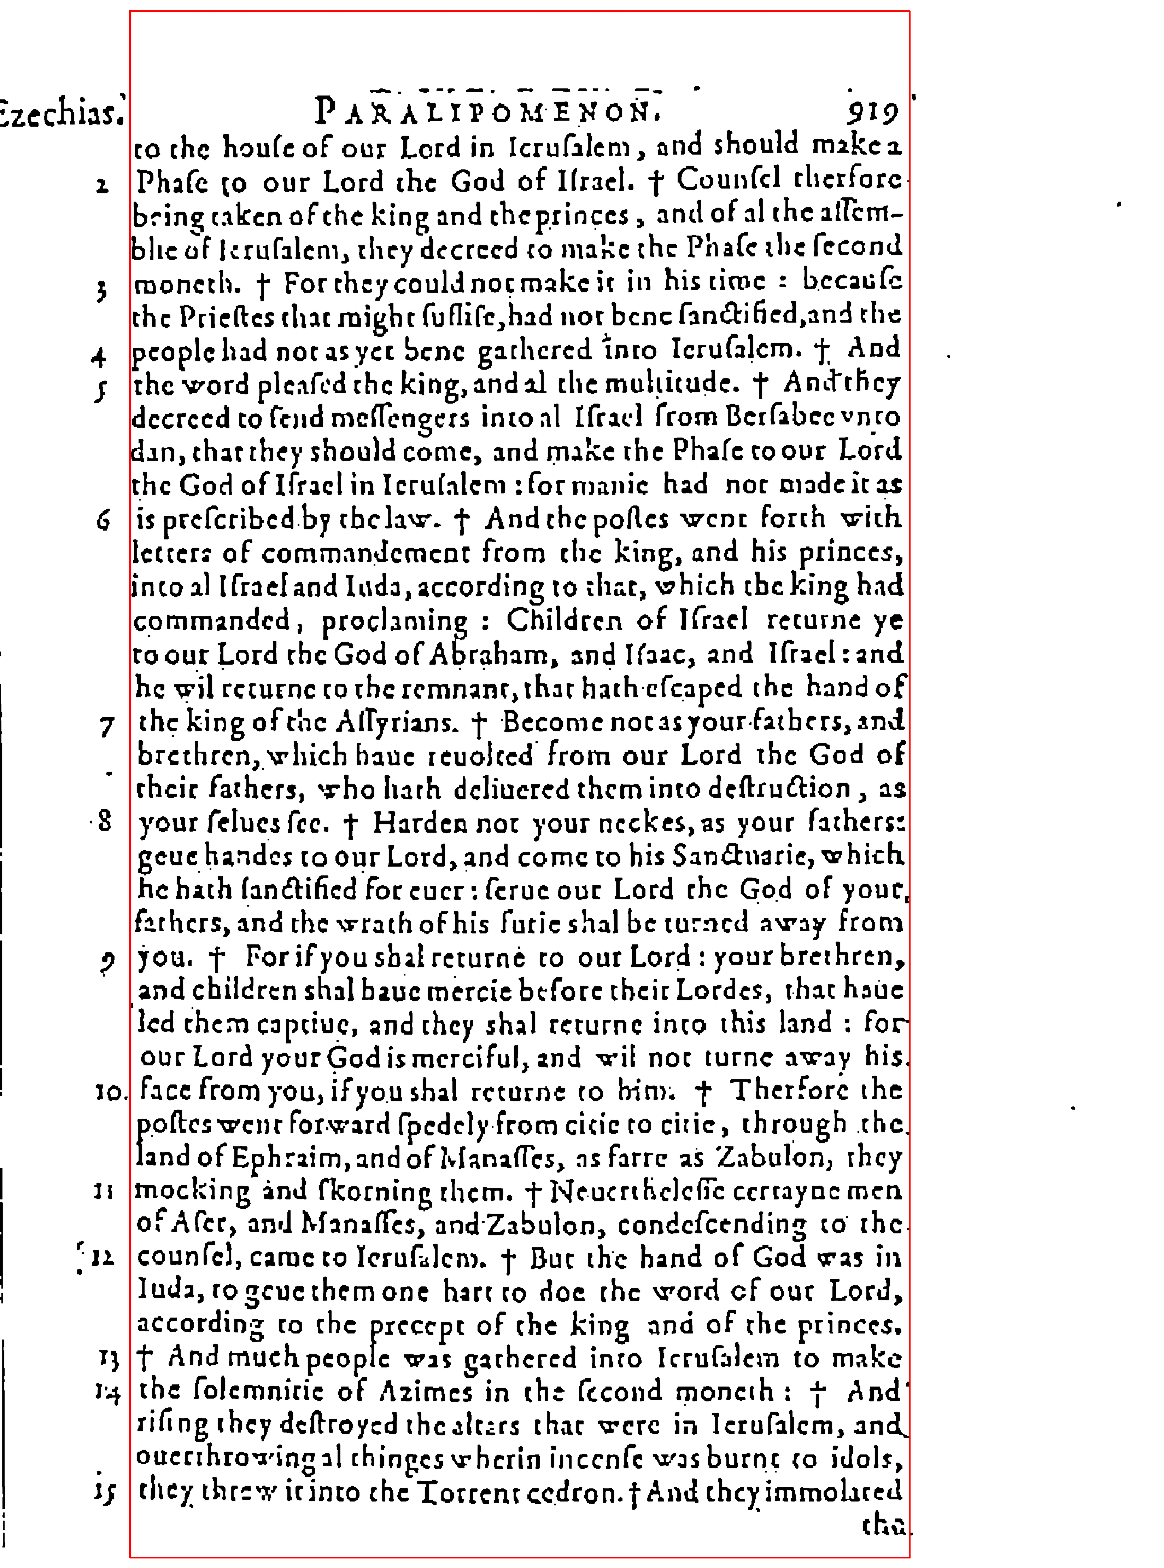 Ezechias. PARALIPOMENON. 919
to the houſe of our Lord in Ieruſalem, and should make a
2 Phaſe to our Lord the God of Iſrael. † Counſel therfore
being taken of the king and the princes, and of al the aſſem-
blie of Ieruſalem, they decreed to make the Phaſe the ſecond
3 moneth. † For they could not make it in his time : becauſe
the Prieſtes that might ſuffiſe, had not bene ſanctified, and the
4 people had not as yet bene gathered into Ieruſalem. † And
5 the word pleaſed the king, and al the multitude. † And they
decreed to ſend meſſengers into al Iſrael from Berſabee vnto
dan, that they should come, and make the Phaſe to our Lord
the God of Iſrael in Ieruſalem : for manie had not made it as
6 is preſcribed by the law. † And the poſtes went forth with
letters of commandement from the king, and his princes,
into al Iſrael and Iuda, according to that, which the king had
commanded, proclaming : Children of Iſrael returne ye
to our Lord the God of Abraham, and Iſaac, and Iſrael: and
he wil returne to the remnant, that hath eſcaped the hand of
7 the king of the Aſſyrians. † Become not as your fathers, and
brethren, which haue reuolted from our Lord the God of
their fathers, who hath deliuered them into deſtruction, as
8 your ſelues ſee. † Harden not your neckes, as your fathers:
geue handes to our Lord, and come to his Sanctuarie, which
he hath ſanctified for euer: ſerue our Lord the God of your
fathers, and the wrath of his furie shal be turned away from
9 you. † For if you shal returne to our Lord : your brethren,
and children shal haue mercie before their Lordes, that haue
led them captiue, and they shal returne into this land : for
our Lord your God is merciful, and wil not turne away his
10 face from you, if you shal returne to him. † Therfore the
poſtes went forward ſpedely from citie to citie, through the
land of Ephraim, and of Manaſſes, as farre as Zabulon, they
11 mocking and ſkorning them. † Neuertheleſſe certayne men
of Aſer, and Manaſſes, and Zabulon, condeſcending to the
12 counſel, came to Ieruſalem. † But the hand of God was in
Iuda, to geue them one hart to doe the word of our Lord,
according to the precept of the king and of the princes.
13 † And much people was gathered into Ieruſalem to make
14 the ſolemnitie of Azimes in the ſecond moneth : † And
riſing they deſtroyed the alters that were in Ieruſalem, and
ouerthrowing al thinges wherin incenſe was burnt to idols,
15 they threw it into the Torrent cedron. † And they immolated
the